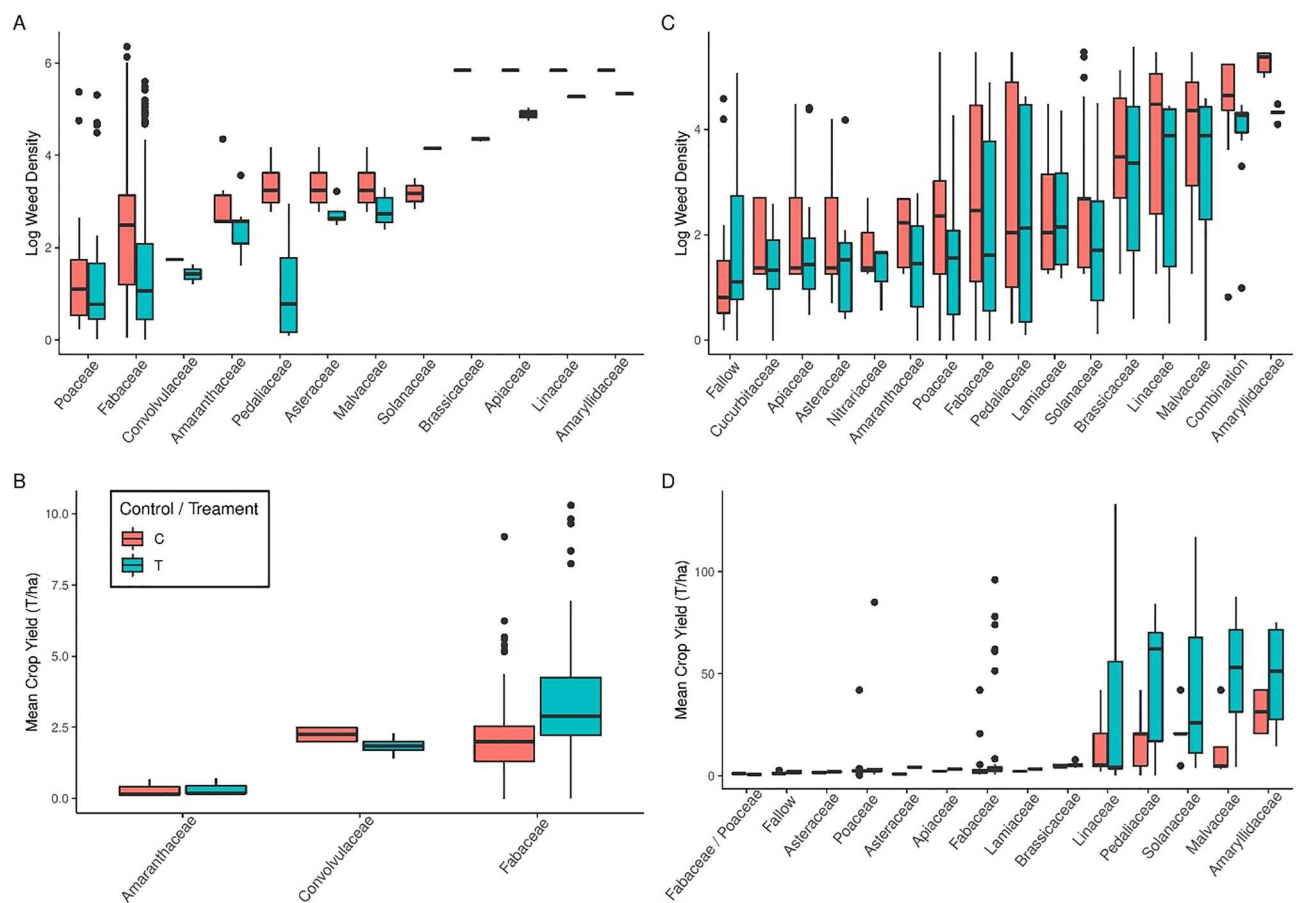 A
Log Weed Density
6
4
2
0
Poaceae
Fabaceae
Convolvulaceae
Amaranthaceae
Pedaliaceae
Asteraceae
Malvaceae
Solanaceae
Brassicaceae
Apiaceae
Linaceae
Amaryllidaceae
C
Log Weed Density
4
2
0
Fallow
Cucurbitaceae
Apiaceae
Asteraceae
Nitrariaceae
Amaranthaceae
Poaceae
Fabaceae
Pedaliaceae
Lamiaceae
Solanaceae
Brassicaceae
Linaceae
Malvaceae
Combination
Amaryllidaceae
B
Mean Crop Yield (T/ha)
10.0
7.5
5.0
2.5
0.0
Control / Treament
C
T
Amaranthaceae
Convolvulaceae
Fabaceae
D
Mean Crop Yield (T/ha)
100
50
0
Fabaceae / Poaceae
Fallow
Asteraceae
Poaceae
Asteraceae
Apiaceae
Fabaceae
Lamiaceae
Brassicaceae
Linaceae
Pedaliaceae
Solanaceae
Malvaceae
Amaryllidaceae